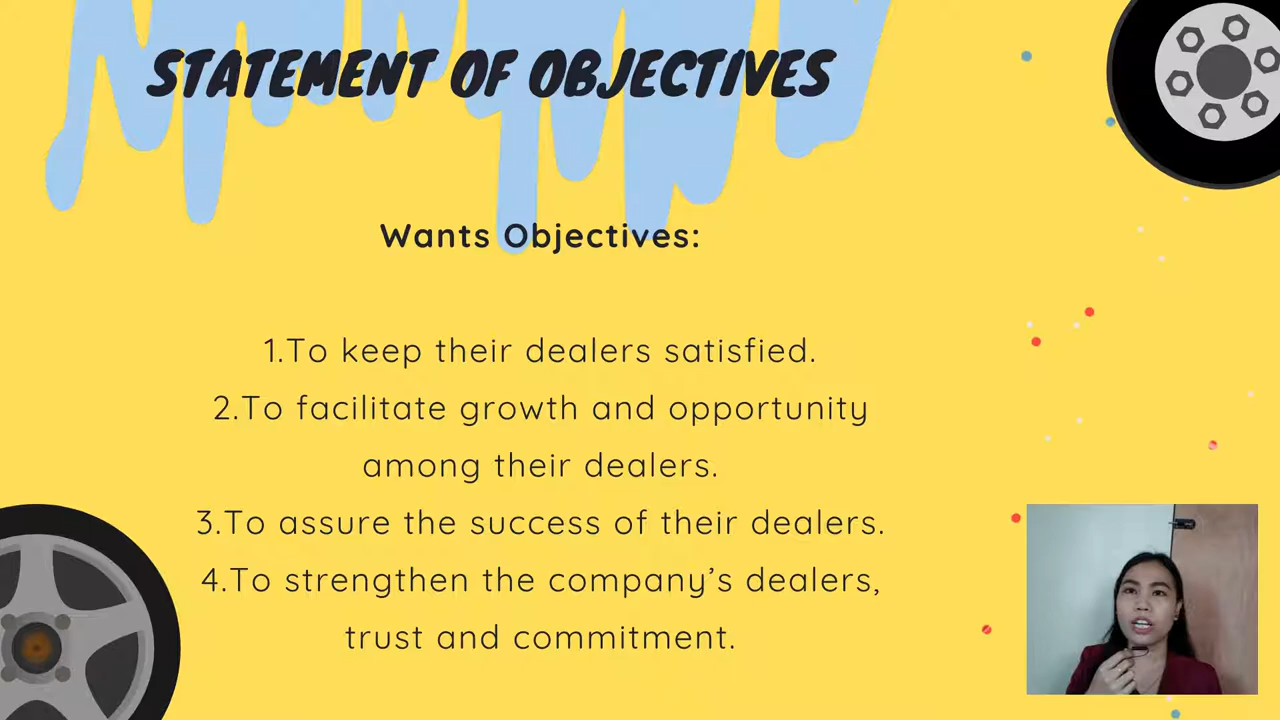 STATEMENT OF OBJECTIVES
Wants Objectives:
1.To keep their dealers satisfied.
2.To facilitate growth and opportunity
among their dealers.
3.To assure the success of their dealers.
4.To strengthen the company’s dealers,
trust and commitment.